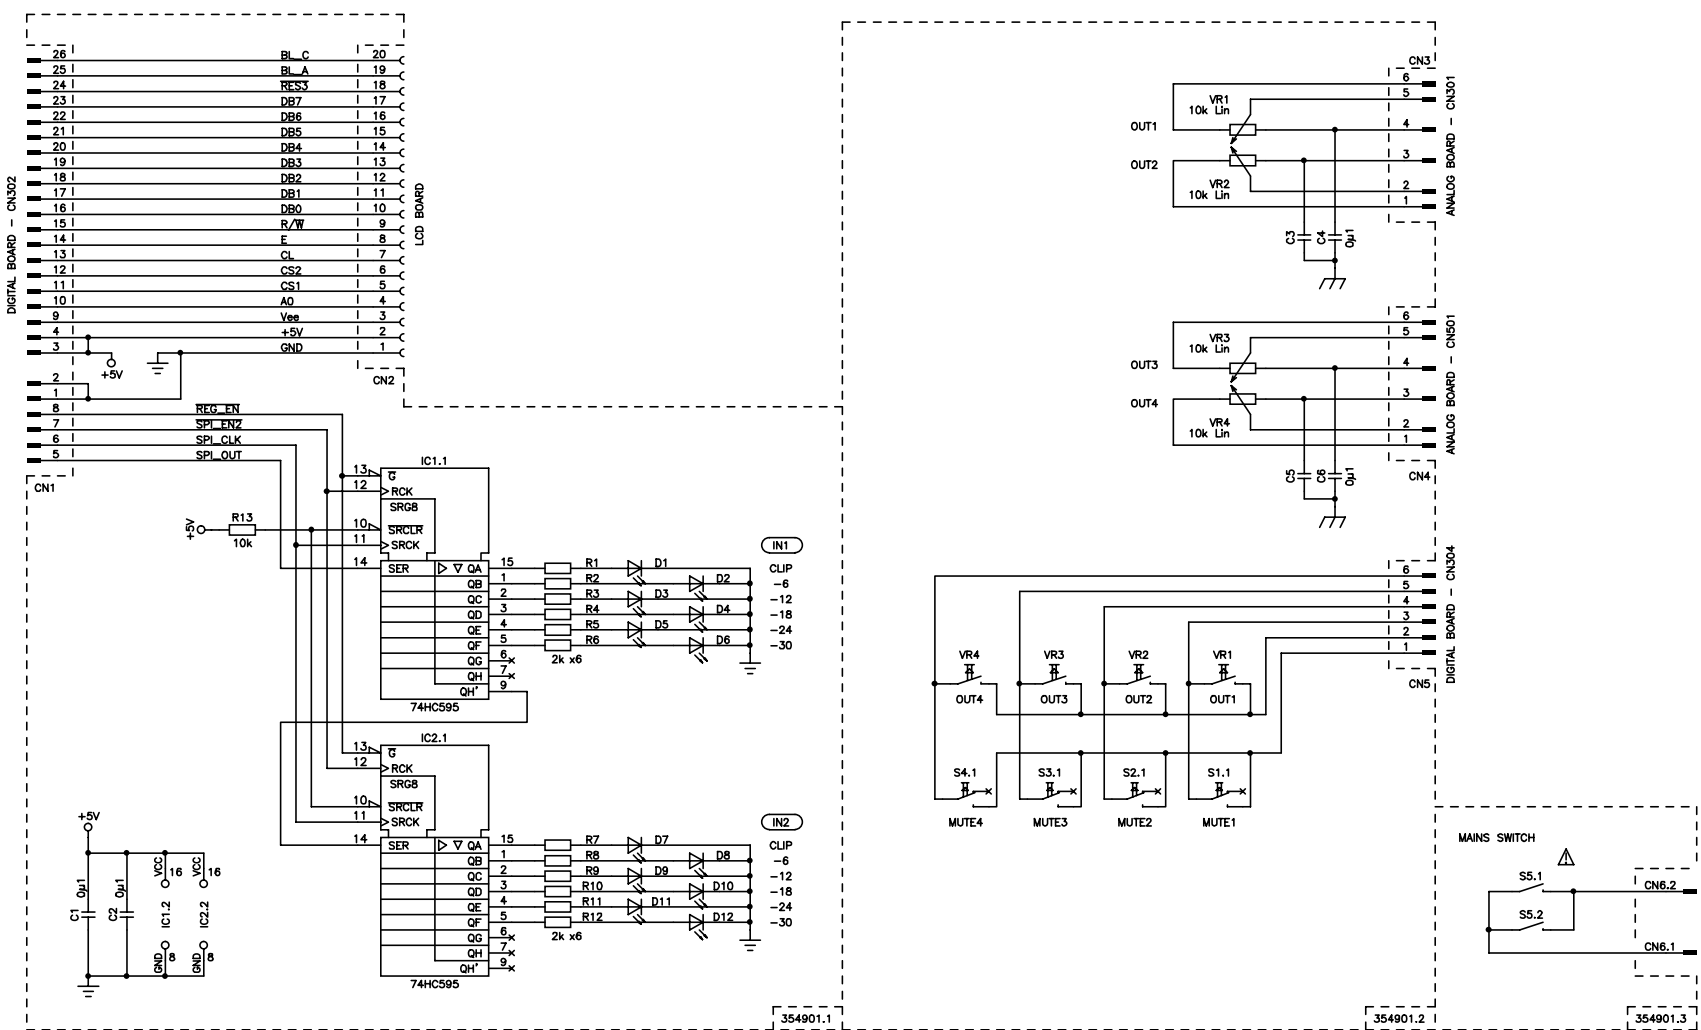 DIGITAL BOARD - CN302
26 BL_C 20
25 BL_A 19
24 RES3 18
23 DB7 17
22 DB6 16
21 DB5 15
20 DB4 14
19 DB3 13
18 DB2 12
17 DB1 11
16 DB0 10
15 R/W 9
14 E 8
13 CL 7
12 CS2 6
11 CS1 5
10 A0 4
9 Vee 3
4 +5V 2
3 GND 1
+5V
LCD BOARD
CN2
2
1
8 REG_EN
7 SPI_EN2
6 SPI_CLK
5 SPI_OUT
CN1
IC1.1
13 G
12 RCK
SRG8
+5V
R13
10k
10 SRCLR
11 SRCK
14 SER
QA 15 R1 D1
QB 1 R2 D2
QC 2 R3 D3
QD 3 R4 D4
QE 4 R5 D5
QF 5 R6 D6
QG 6
2k x6
QH 7
QH' 9
74HC595
IN1
CLIP
-6
-12
-18
-24
-30
IC2.1
13 G
12 RCK
SRG8
10 SRCLR
11 SRCK
14 SER
QA 15 R7 D7
QB 1 R8 D8
QC 2 R9 D9
QD 3 R10 D10
QE 4 R11 D11
QF 5 R12 D12
QG 6
2k x6
QH 7
QH' 9
74HC595
IN2
CLIP
-6
-12
-18
-24
-30
+5V
C1
0µ1
C2
0µ1
VCC
16
IC1.2
GND
8
VCC
16
IC2.2
GND
8
354901.1
CN3
6
5
4
3
2
1
ANALOG BOARD - CN301
VR1
10k Lin
OUT1
OUT2
VR2
10k Lin
C3
C4
0µ1
6
5
4
3
2
1
ANALOG BOARD - CN501
VR3
10k Lin
OUT3
OUT4
VR4
10k Lin
C5
C6
0µ1
CN4
6
5
4
3
2
1
DIGITAL BOARD - CN304
CN5
VR4
VR3
VR2
VR1
OUT4
OUT3
OUT2
OUT1
S4.1
S3.1
S2.1
S1.1
MUTE4
MUTE3
MUTE2
MUTE1
354901.2
MAINS SWITCH
!
S5.1
S5.2
CN6.2
CN6.1
354901.3